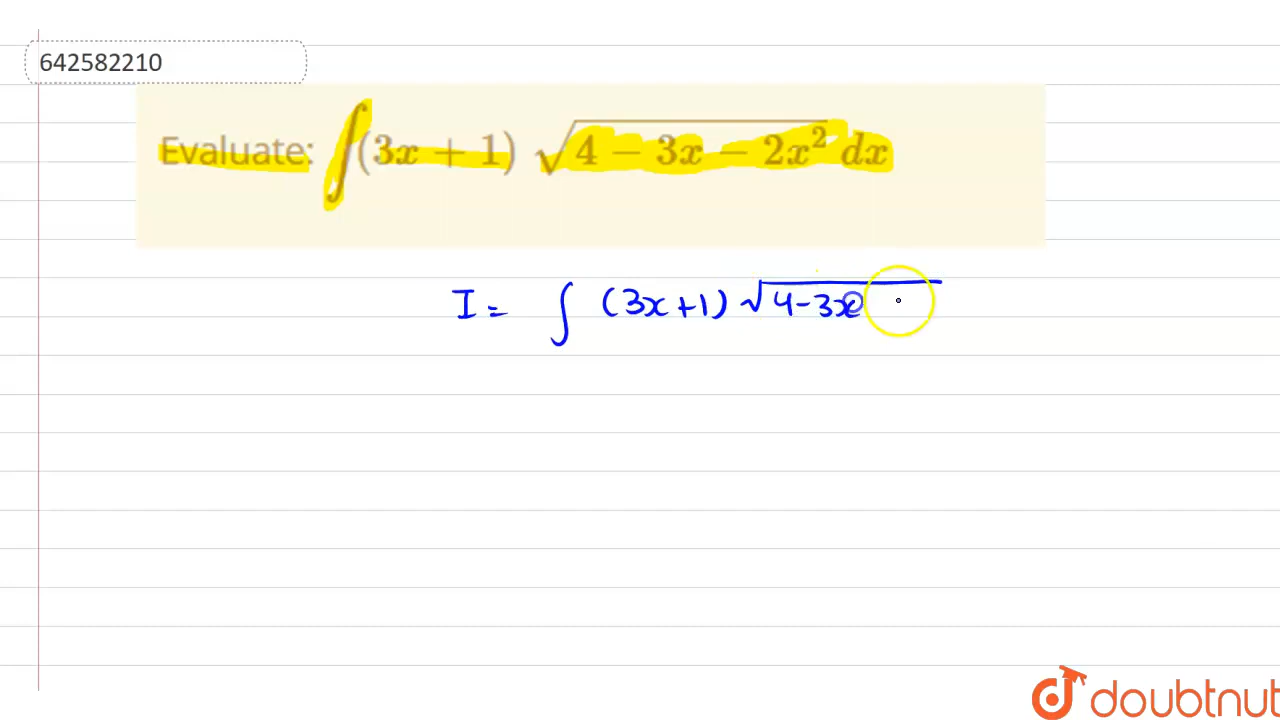 642582210
Evaluate: ∫(3x + 1) √(4 − 3x − 2x²) dx
I = ∫ (3x+1) √(4−3x
doubtnut